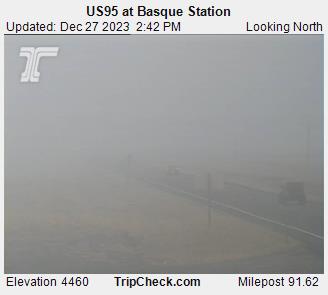 US95 at Basque Station
Updated: Dec 27 2023 2:42 PM Looking North
Elevation 4460 TripCheck.com Milepost 91.62